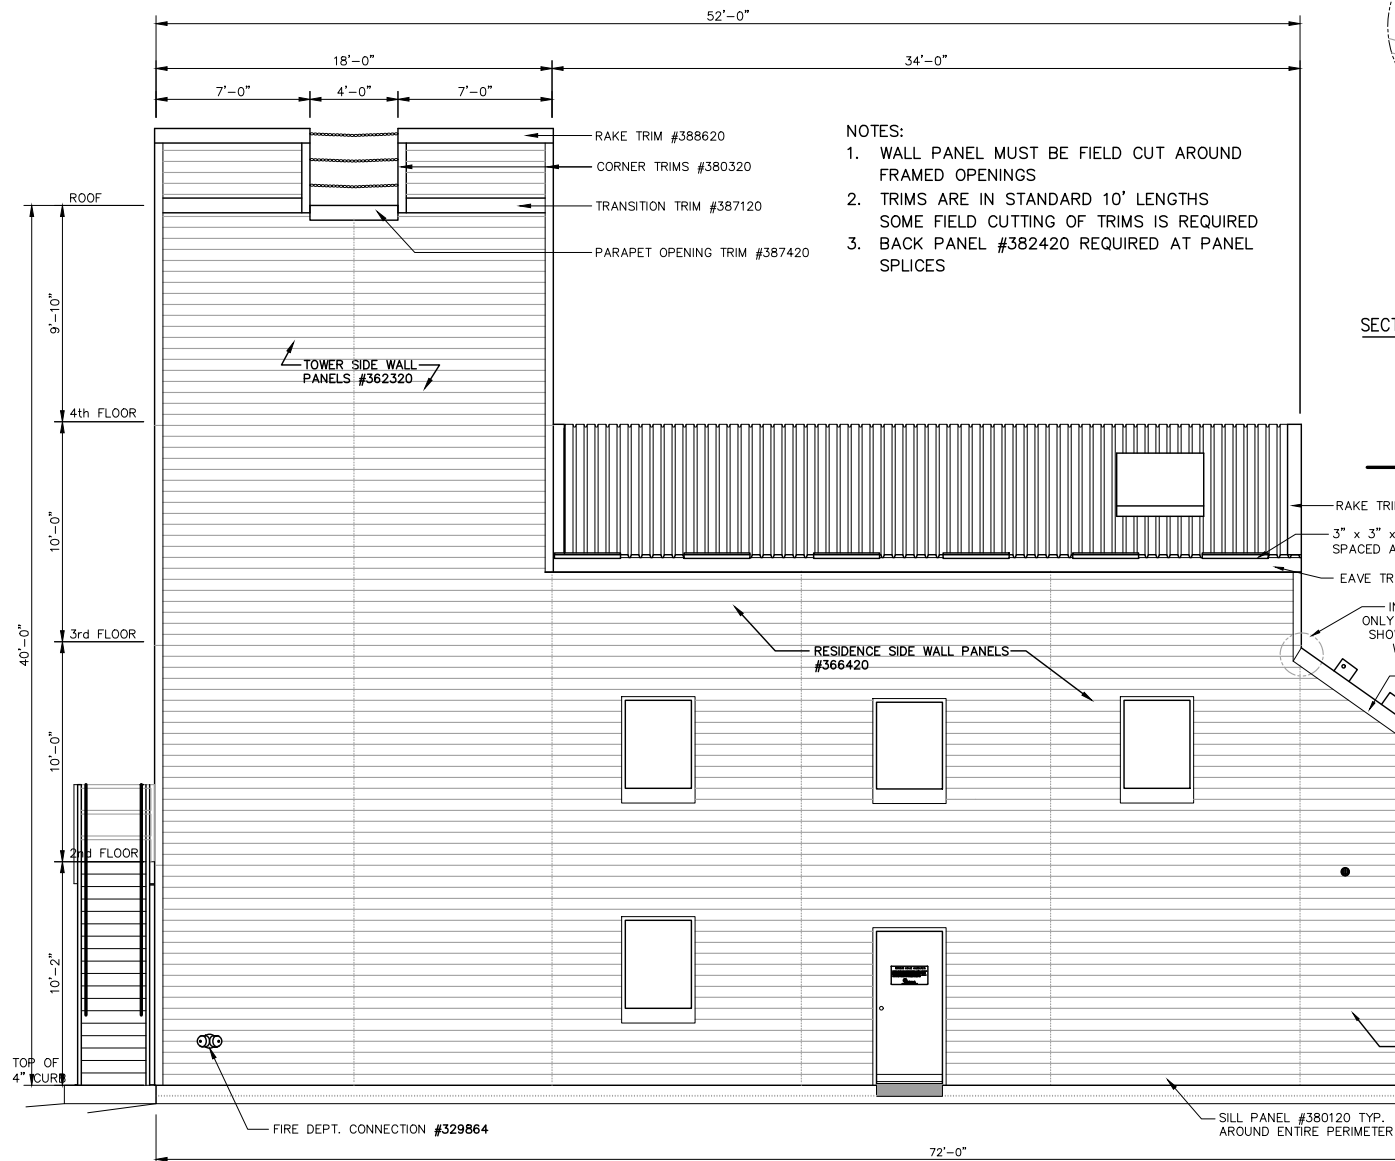 52'-0"
18'-0"
34'-0"
7'-0"
4'-0"
7'-0"
RAKE TRIM #388620
CORNER TRIMS #380320
TRANSITION TRIM #387120
PARAPET OPENING TRIM #387420
NOTES:
1. WALL PANEL MUST BE FIELD CUT AROUND
FRAMED OPENINGS
2. TRIMS ARE IN STANDARD 10' LENGTHS
SOME FIELD CUTTING OF TRIMS IS REQUIRED
3. BACK PANEL #382420 REQUIRED AT PANEL
SPLICES
ROOF
9'-10"
SECT
TOWER SIDE WALL
PANELS #362320
4th FLOOR
10'-0"
RAKE TRI
3" x 3" x
SPACED A
EAVE TR
ONLY
SHO
3rd FLOOR
40'-0"
RESIDENCE SIDE WALL PANELS
#366420
10'-0"
2nd FLOOR
10'-2"
TOP OF
4" CURB
FIRE DEPT. CONNECTION #329864
SILL PANEL #380120 TYP.
AROUND ENTIRE PERIMETER
72'-0"